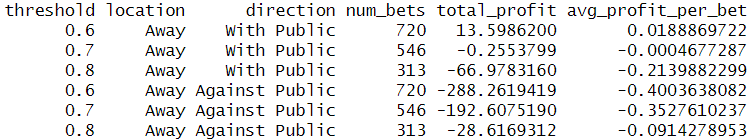 threshold location direction num_bets total_profit avg_profit_per_bet
0.6 Away With Public 720 13.5986200 0.0188869722
0.7 Away With Public 546 -0.2553799 -0.0004677287
0.8 Away With Public 313 -66.9783160 -0.2139882299
0.6 Away Against Public 720 -288.2619419 -0.4003638082
0.7 Away Against Public 546 -192.6075190 -0.3527610237
0.8 Away Against Public 313 -28.6169312 -0.0914278953